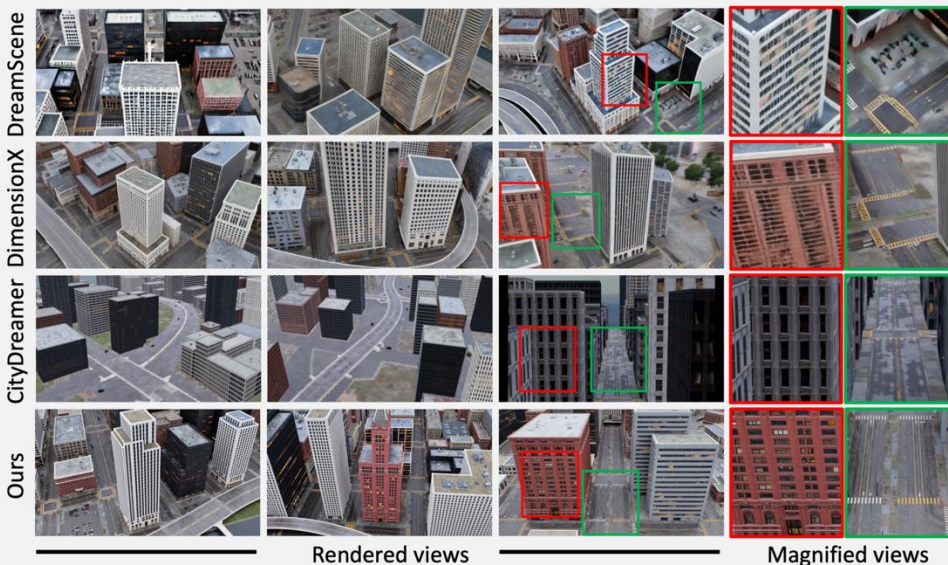 DreamScene
DimensionX
CityDreamer
Ours
Rendered views
Magnified views